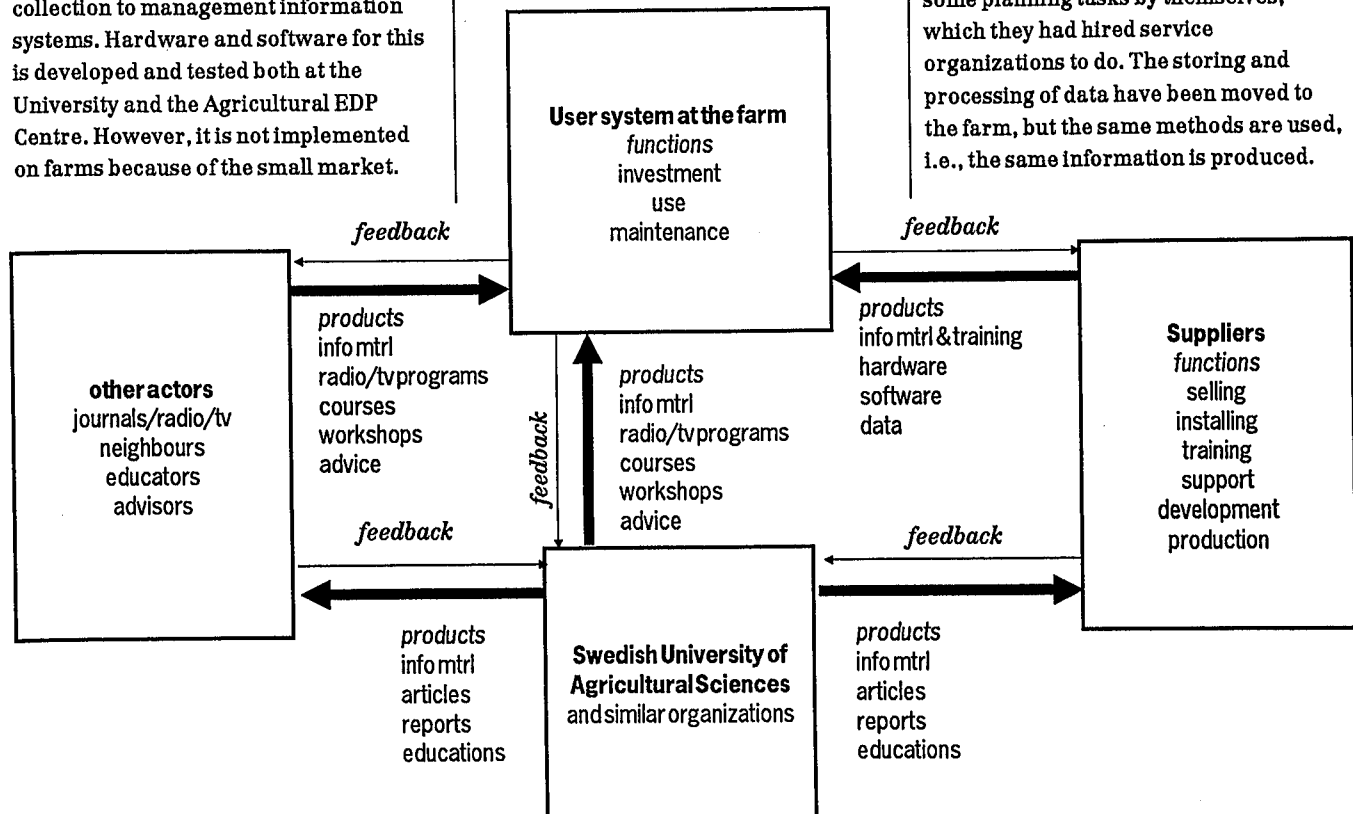 collection to management information
systems. Hardware and software for this
is developed and tested both at the
University and the Agricultural EDP
Centre. However, it is not implemented
on farms because of the small market.
some planning tasks by themselves,
which they had hired service
organizations to do. The storing and
processing of data have been moved to
the farm, but the same methods are used,
i.e., the same information is produced.
User system at the farm
functions
investment
use
maintenance
feedback
feedback
other actors
journals/radio/tv
neighbours
educators
advisors
products
info mtrl
radio/tv programs
courses
workshops
advice
feedback
products
info mtrl
radio/tv programs
courses
workshops
advice
products
info mtrl & training
hardware
software
data
Suppliers
functions
selling
installing
training
support
development
production
feedback
feedback
products
info mtrl
articles
reports
educations
Swedish University of
Agricultural Sciences
and similar organizations
products
info mtrl
articles
reports
educations